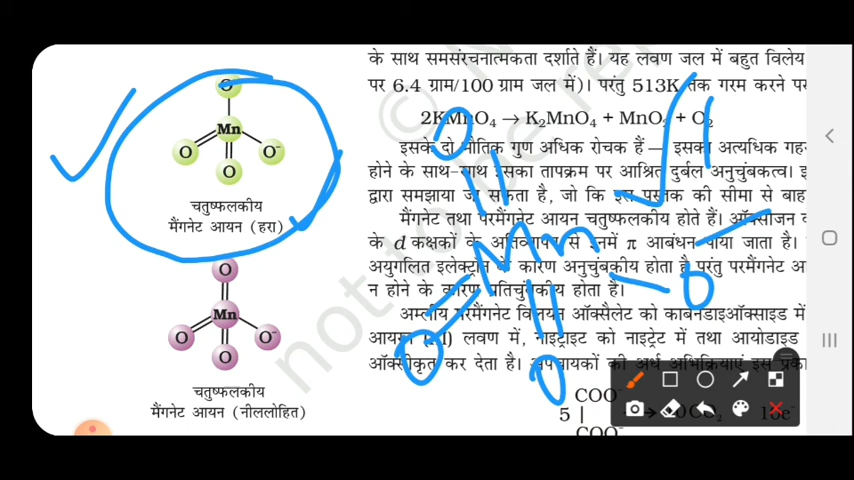 O
Mn
O
O⁻
O
चतुष्फलकीय
मैंगनेट आयन (हरा)
O
Mn
O
O⁻
O
चतुष्फलकीय
मैंगनेट आयन (नीललोहित)
के साथ समसंरचनात्मकता दर्शाते हैं। यह लवण जल में बहुत विलेय
पर 6.4 ग्राम/100 ग्राम जल में)। परंतु 513K तक गरम करने पर
2KMnO₄ → K₂MnO₄ + MnO₂ + O₂
इसके दो भौतिक गुण अधिक रोचक हैं – इसका अत्यधिक गह
होने के साथ-साथ इसका तापक्रम पर आश्रित दुर्बल अनुचुंबकत्व।
द्वारा समझाया जा सकता है, जो कि इस पुस्तक की सीमा से बाह
मैंगनेट तथा परमैंगनेट आयन चतुष्फलकीय होते हैं। ऑक्सीजन
के d कक्षकों के अतिव्यापन से इनमें π आबंधन पाया जाता है।
अयुगलित इलेक्ट्रॉन के कारण अनुचुंबकीय होता है परंतु परमैंगनेट आ
न होने के कारण प्रतिचुंबकीय होता है।
अम्लीय परमैंगनेट विलयन ऑक्सैलेट को कार्बनडाइऑक्साइड में
आयरन लवण में, नाइट्राइट को नाइट्रेट में तथा आयोडाइड
ऑक्सीकृत कर देता है। अपचायकों की अर्ध अभिक्रियाएं इस प्रका
COO⁻
5 |
COO⁻
O
Mn
O
O
O
not to be re
©